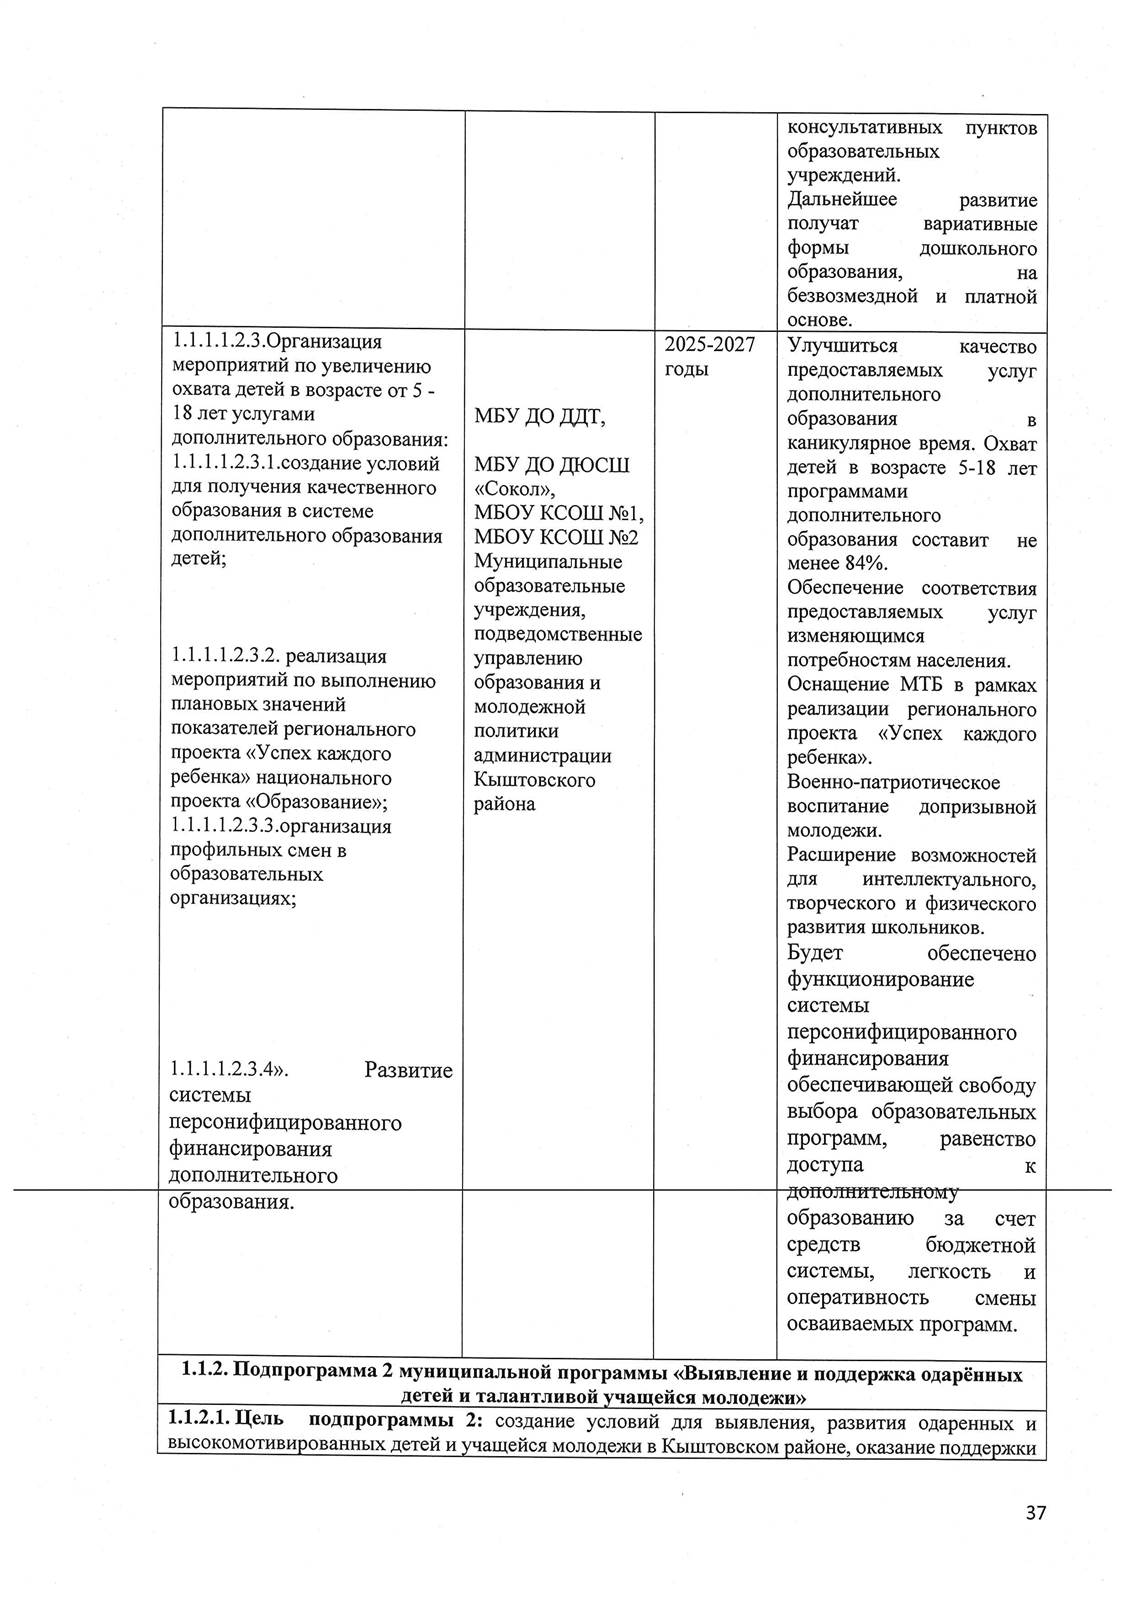 консультативных пунктов
образовательных
учреждений.
Дальнейшее развитие
получат вариативные
формы дошкольного
образования, на
безвозмездной и платной
основе.
1.1.1.1.2.3.Организация
мероприятий по увеличению
охвата детей в возрасте от 5 -
18 лет услугами
дополнительного образования:
1.1.1.1.2.3.1.создание условий
для получения качественного
образования в системе
дополнительного образования
детей;
1.1.1.1.2.3.2. реализация
мероприятий по выполнению
плановых значений
показателей регионального
проекта «Успех каждого
ребенка» национального
проекта «Образование»;
1.1.1.1.2.3.3.организация
профильных смен в
образовательных
организациях;
1.1.1.1.2.3.4». Развитие
системы
персонифицированного
финансирования
дополнительного
образования.
МБУ ДО ДДТ,
МБУ ДО ДЮСШ
«Сокол»,
МБОУ КСОШ №1,
МБОУ КСОШ №2
Муниципальные
образовательные
учреждения,
подведомственные
управлению
образования и
молодежной
политики
администрации
Кыштовского
района
2025-2027
годы
Улучшиться качество
предоставляемых услуг
дополнительного
образования в
каникулярное время. Охват
детей в возрасте 5-18 лет
программами
дополнительного
образования составит не
менее 84%.
Обеспечение соответствия
предоставляемых услуг
изменяющимся
потребностям населения.
Оснащение МТБ в рамках
реализации регионального
проекта «Успех каждого
ребенка».
Военно-патриотическое
воспитание допризывной
молодежи.
Расширение возможностей
для интеллектуального,
творческого и физического
развития школьников.
Будет обеспечено
функционирование
системы
персонифицированного
финансирования
обеспечивающей свободу
выбора образовательных
программ, равенство
доступа к
дополнительному
образованию за счет
средств бюджетной
системы, легкость и
оперативность смены
осваиваемых программ.
1.1.2. Подпрограмма 2 муниципальной программы «Выявление и поддержка одарённых
детей и талантливой учащейся молодежи»
1.1.2.1. Цель подпрограммы 2: создание условий для выявления, развития одаренных и
высокомотивированных детей и учащейся молодежи в Кыштовском районе, оказание поддержки
37